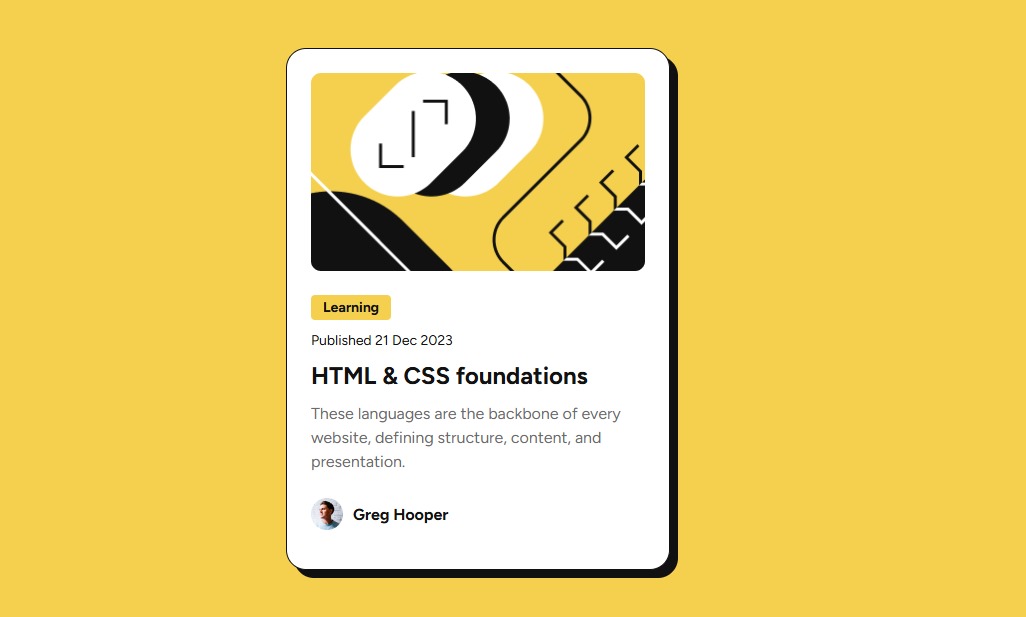 Learning
Published 21 Dec 2023
HTML & CSS foundations
These languages are the backbone of every
website, defining structure, content, and
presentation.
Greg Hooper